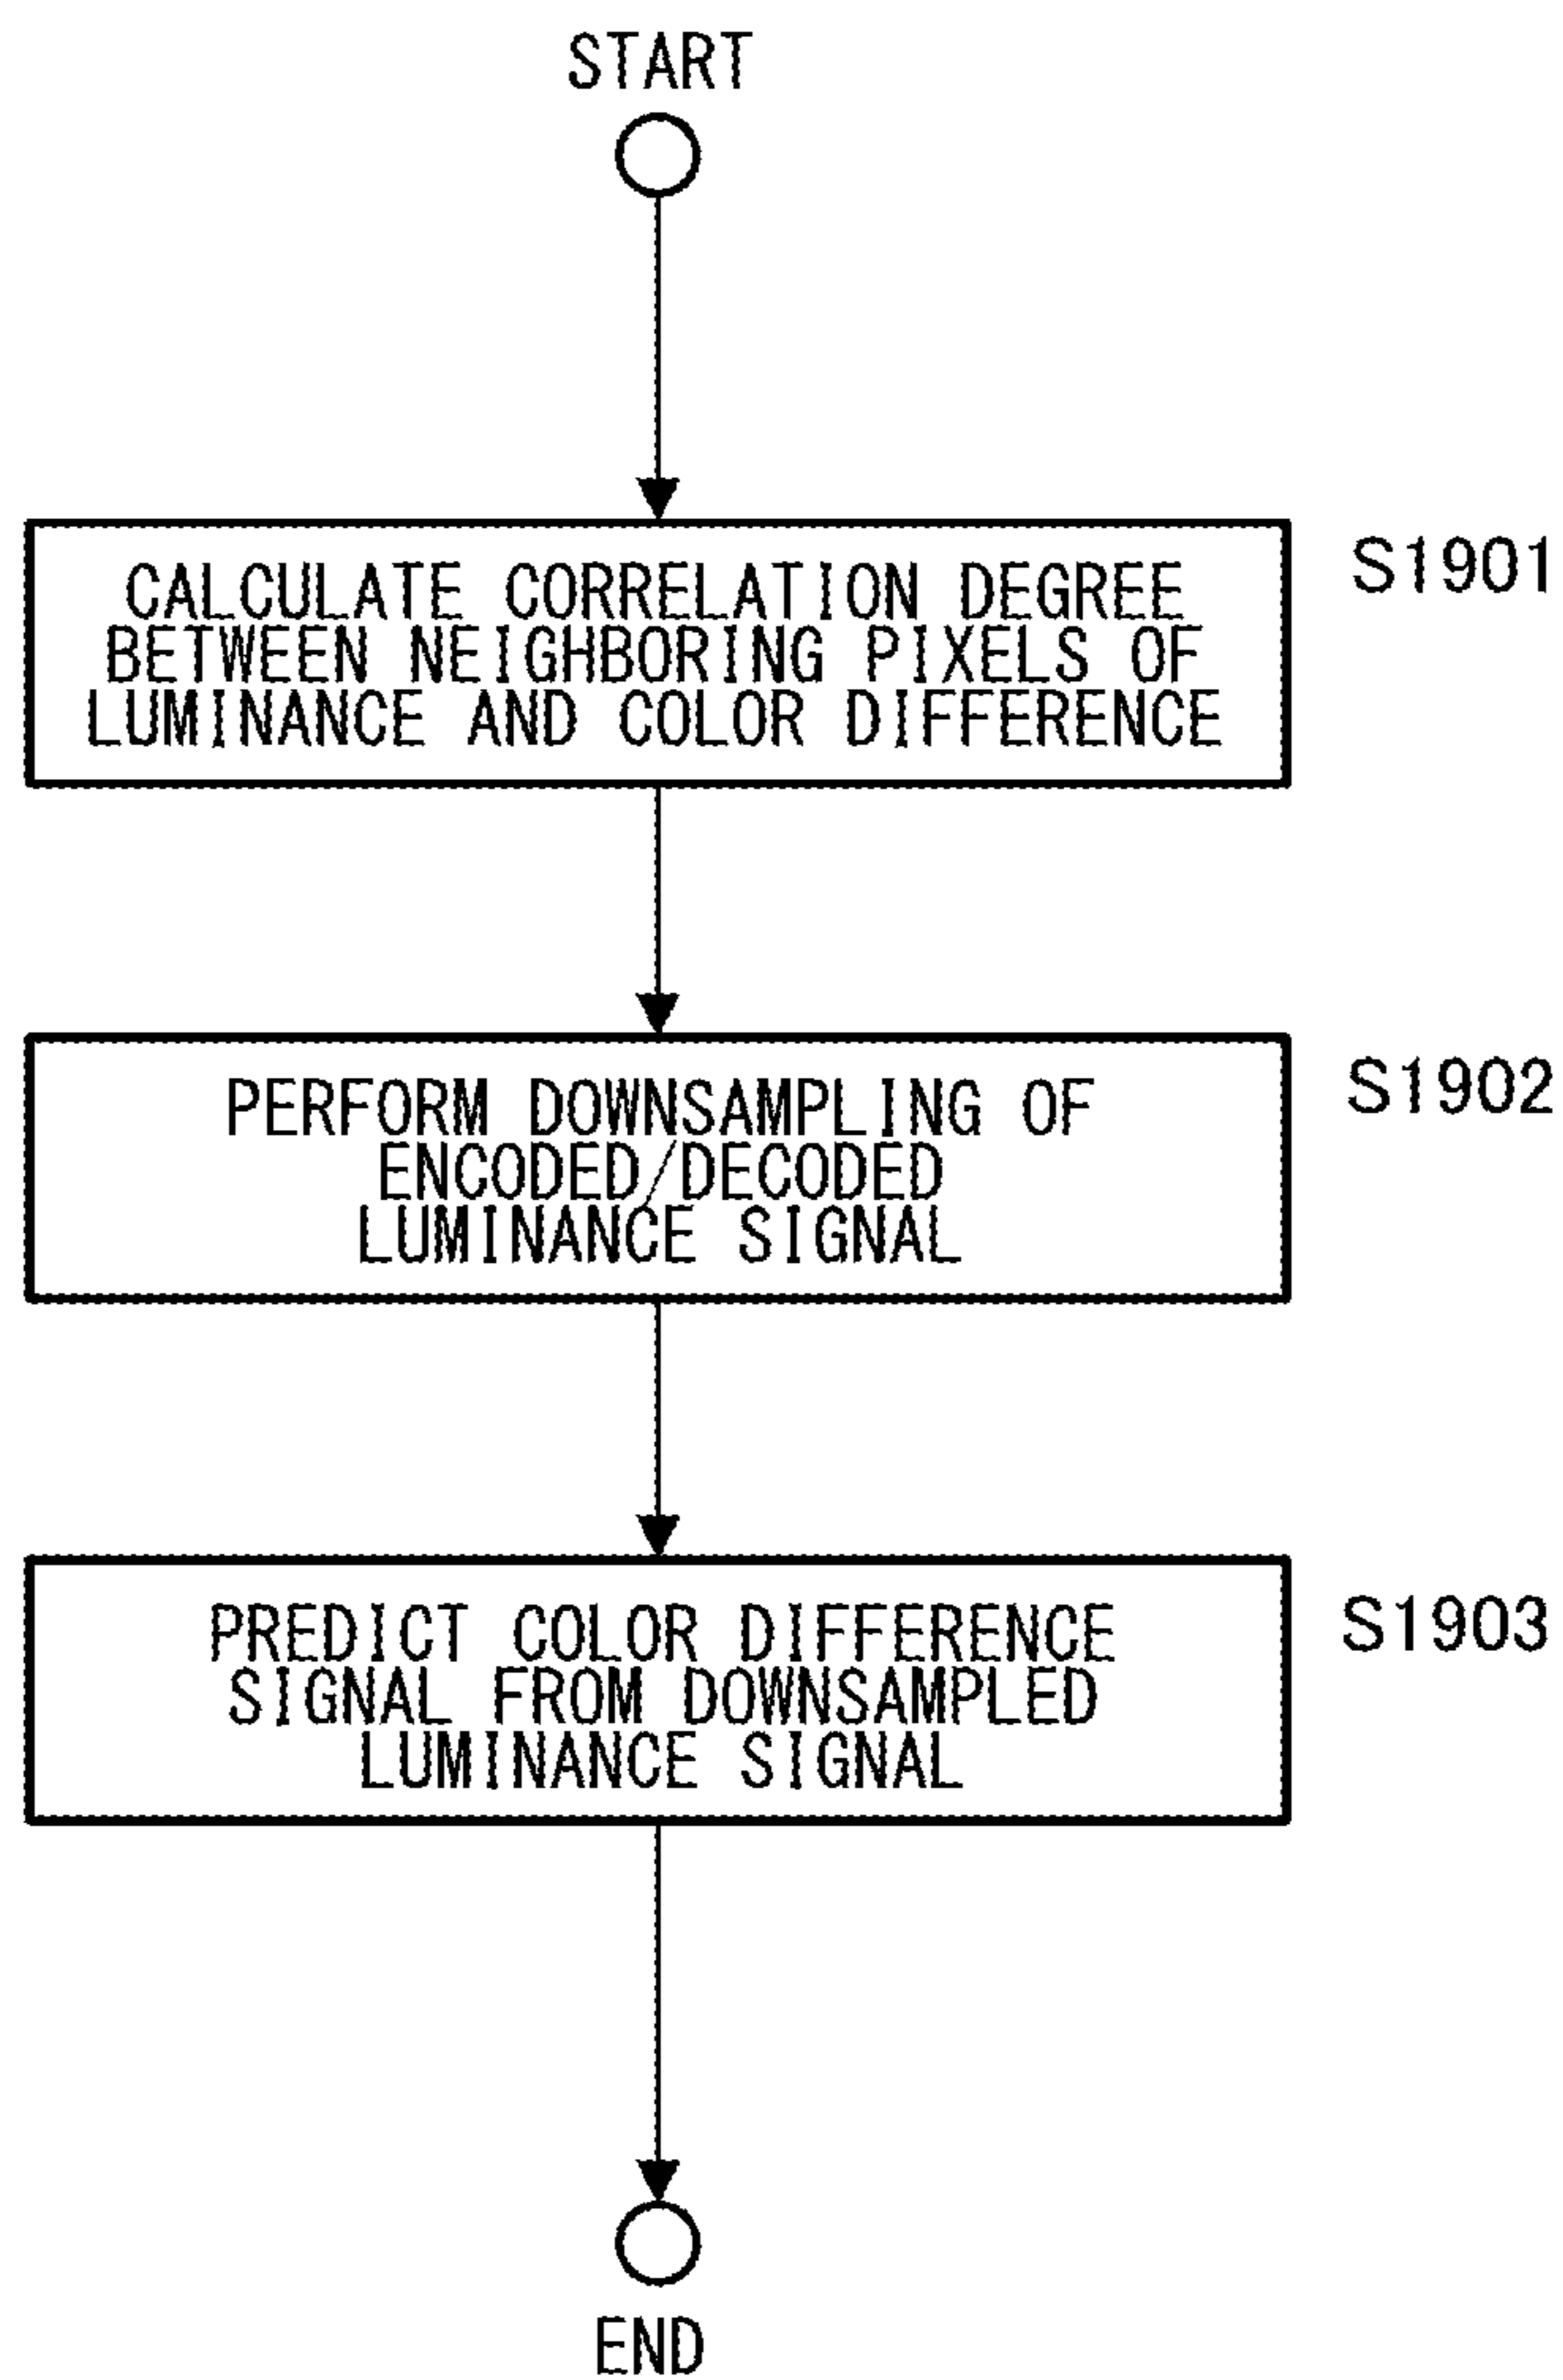 START
CALCULATE CORRELATION DEGREE
BETWEEN NEIGHBORING PIXELS OF
LUMINANCE AND COLOR DIFFERENCE
S1901
PERFORM DOWNSAMPLING OF
ENCODED/DECODED
LUMINANCE SIGNAL
S1902
PREDICT COLOR DIFFERENCE
SIGNAL FROM DOWNSAMPLED
LUMINANCE SIGNAL
S1903
END